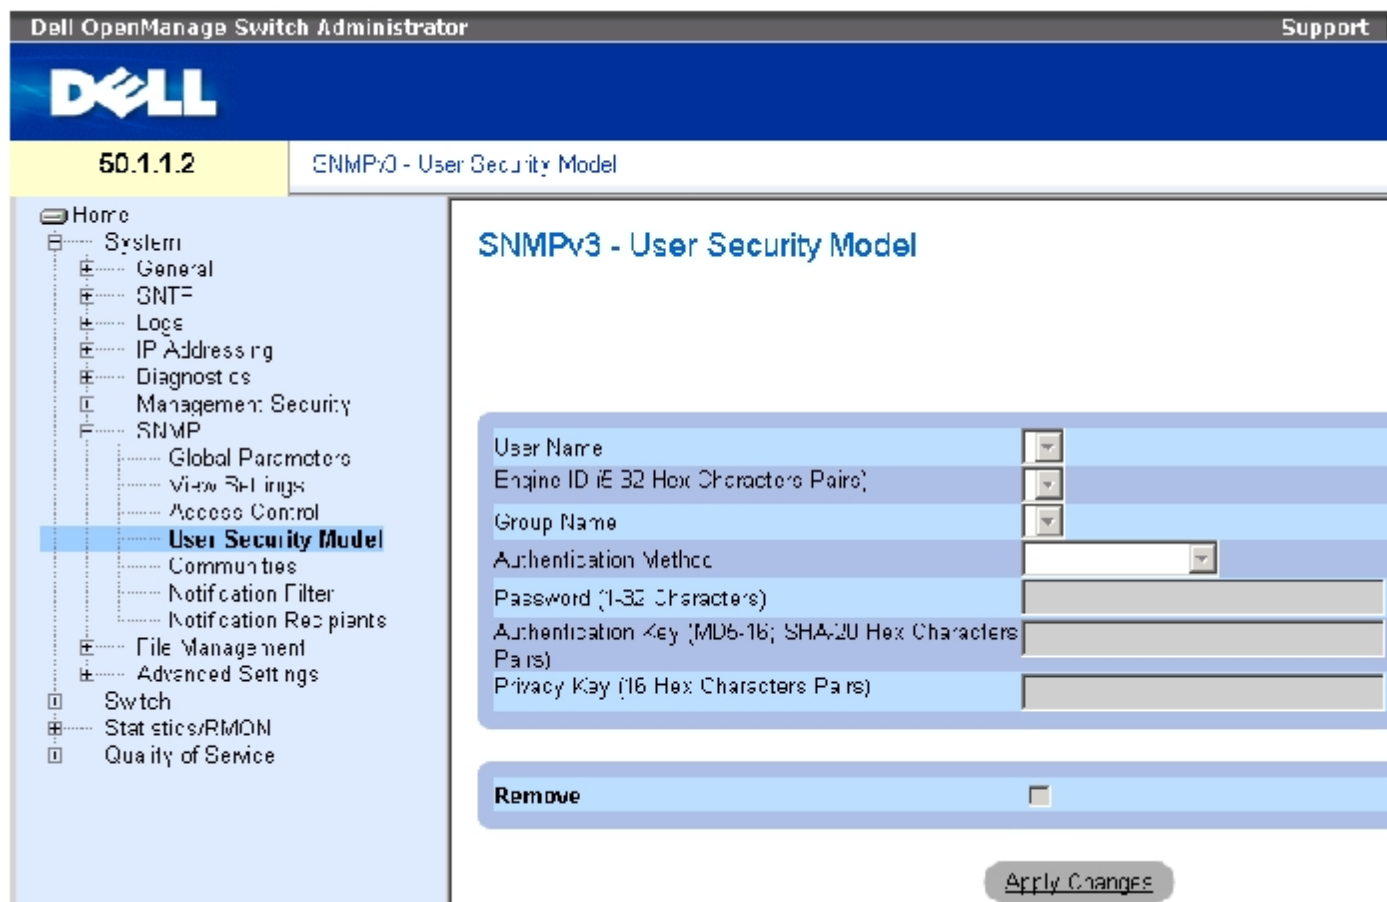 Dell OpenManage Switch Administrator
Support
DELL
50.1.1.2
SNMPv3 - User Security Model
Home
System
General
SNTP
Logs
IP Addressing
Diagnostics
Management Security
SNMP
Global Parameters
View Settings
Access Control
User Security Model
Communities
Notification Filter
Notification Recipients
File Management
Advanced Settings
Switch
Statistics/RMON
Quality of Service
SNMPv3 - User Security Model
User Name
Engine ID (5-32 Hex Characters Pairs)
Group Name
Authentication Method
Password (1-32 Characters)
Authentication Key (MD5-16; SHA-20 Hex Characters
Pairs)
Privacy Key (16 Hex Characters Pairs)
Remove
Apply Changes